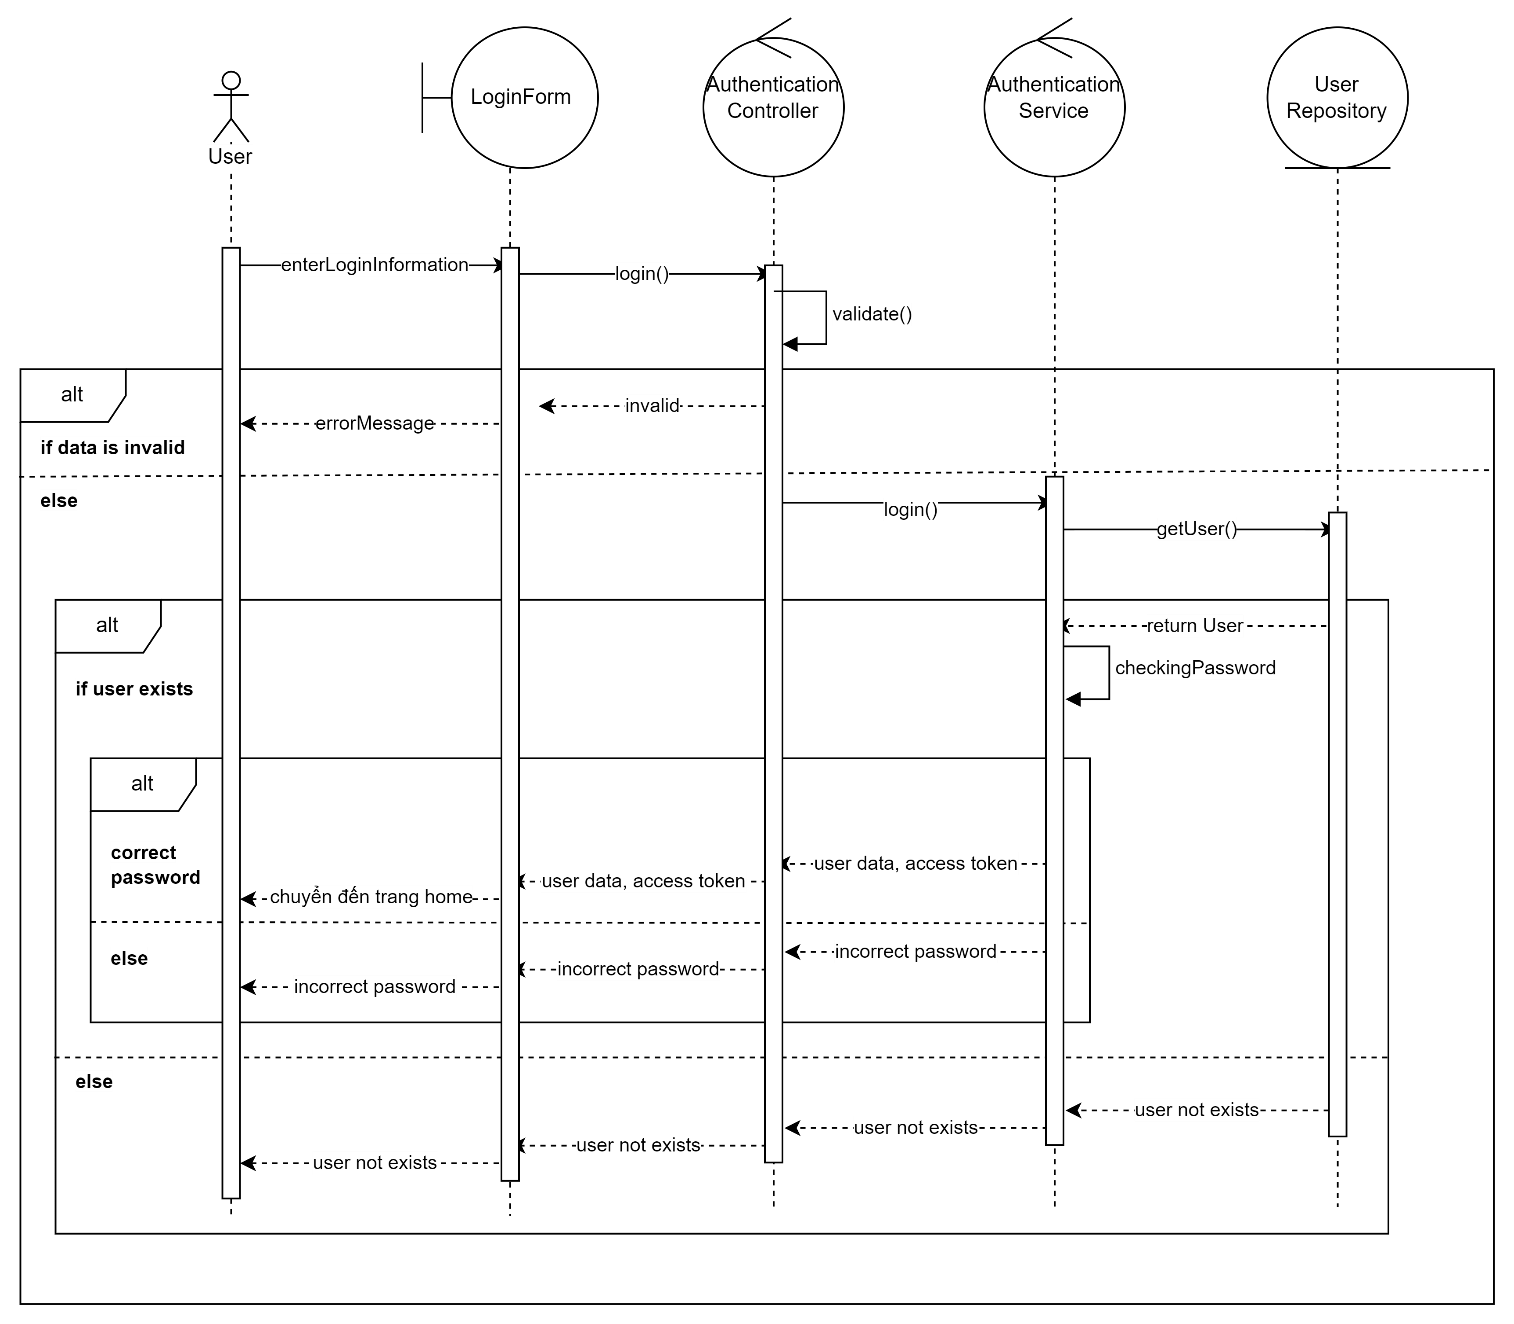 User
LoginForm
Authentication
Controller
Authentication
Service
User
Repository
enterLoginInformation
login()
validate()
alt
invalid
errorMessage
if data is invalid
else
login()
getUser()
alt
return User
checkingPassword
if user exists
alt
correct
password
user data, access token
user data, access token
chuyển đến trang home
else
incorrect password
incorrect password
incorrect password
else
user not exists
user not exists
user not exists
user not exists